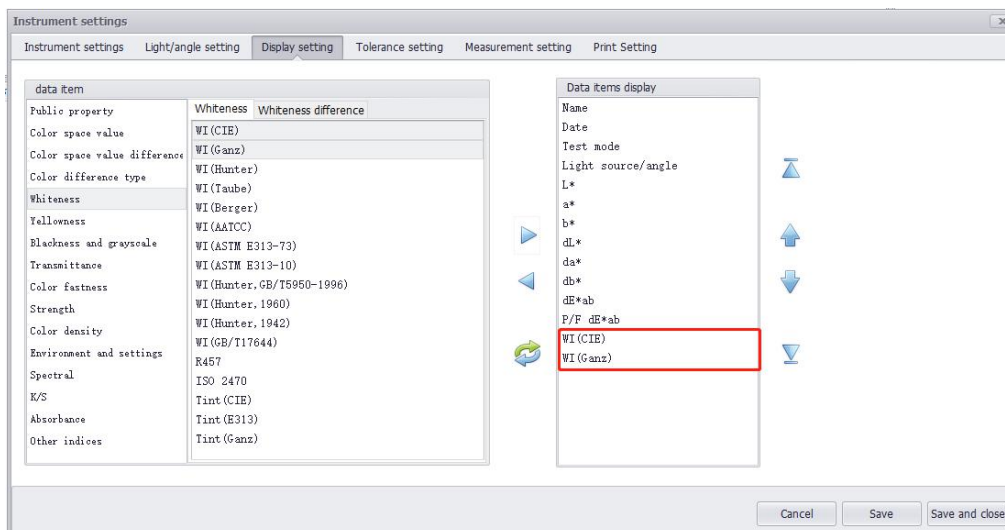 Instrument settings
Instrument settings Light/angle setting Display setting Tolerance setting Measurement setting Print Setting
data item
Public property
Color space value
Color space value difference
Color difference type
Whiteness
Yellowness
Blackness and grayscale
Transmittance
Color fastness
Strength
Color density
Environment and settings
Spectral
K/S
Absorbance
Other indices
Whiteness Whiteness difference
WI(CIE)
WI(Ganz)
WI(Hunter)
WI(Taube)
WI(Berger)
WI(AATCC)
WI(ASTM E313-73)
WI(ASTM E313-10)
WI(Hunter,GB/T5950-1996)
WI(Hunter,1960)
WI(Hunter,1942)
WI(GB/T17644)
R457
ISO 2470
Tint(CIE)
Tint(E313)
Tint(Ganz)
Data items display
Name
Date
Test mode
Light source/angle
L*
a*
b*
dL*
da*
db*
dE*ab
P/F dE*ab
WI(CIE)
WI(Ganz)
Cancel Save Save and close